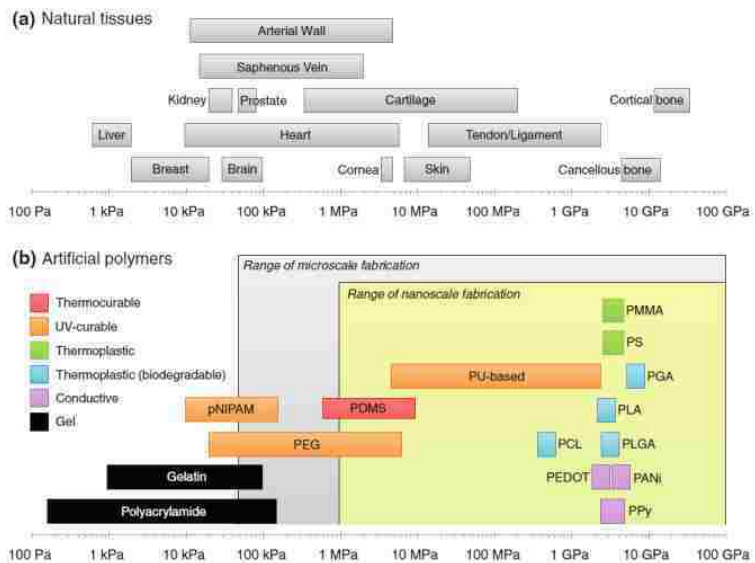 (a) Natural tissues
Arterial Wall
Saphenous Vein
Kidney Prostate Cartilage Cortical bone
Liver Heart Tendon/Ligament
Breast Brain Cornea Skin Cancellous bone
100 Pa 1 kPa 10 kPa 100 kPa 1 MPa 10 MPa 100 MPa 1 GPa 10 GPa 100 GPa
(b) Artificial polymers
Range of microscale fabrication
Range of nanoscale fabrication
Thermocurable
UV-curable
Thermoplastic
Thermoplastic (biodegradable)
Conductive
Gel
PMMA
PS
PU-based PGA
pNIPAM PDMS PLA
PEG PCL PLGA
Gelatin PEDOT PANi
Polyacrylamide PPy
100 Pa 1 kPa 10 kPa 100 kPa 1 MPa 10 MPa 100 MPa 1 GPa 10 GPa 100 GPa